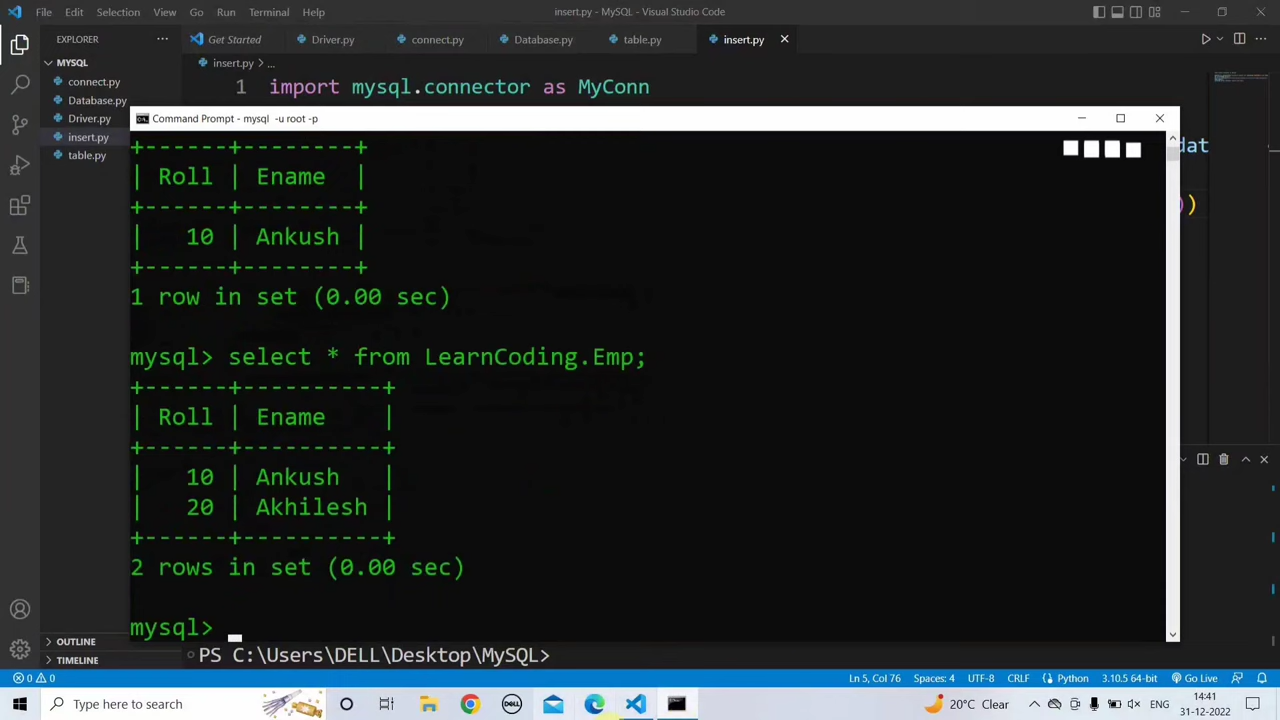 File Edit Selection View Go Run Terminal Help insert.py - MySQL - Visual Studio Code
EXPLORER ··· Get Started Driver.py connect.py Database.py table.py insert.py
MYSQL insert.py > ...
connect.py 1 import mysql.connector as MyConn
Database.py
Driver.py
insert.py
table.py
Command Prompt - mysql -u root -p
dat
)
+------+--------+
| Roll | Ename |
+------+--------+
| 10 | Ankush |
+------+--------+
1 row in set (0.00 sec)
mysql> select * from LearnCoding.Emp;
+------+----------+
| Roll | Ename |
+------+----------+
| 10 | Ankush |
| 20 | Akhilesh |
+------+----------+
2 rows in set (0.00 sec)
mysql>
OUTLINE
TIMELINE
PS C:\Users\DELL\Desktop\MySQL>
0 0 Ln 5, Col 76 Spaces: 4 UTF-8 CRLF Python 3.10.5 64-bit Go Live
Type here to search DELL 20°C Clear ENG 14:41
31-12-2022